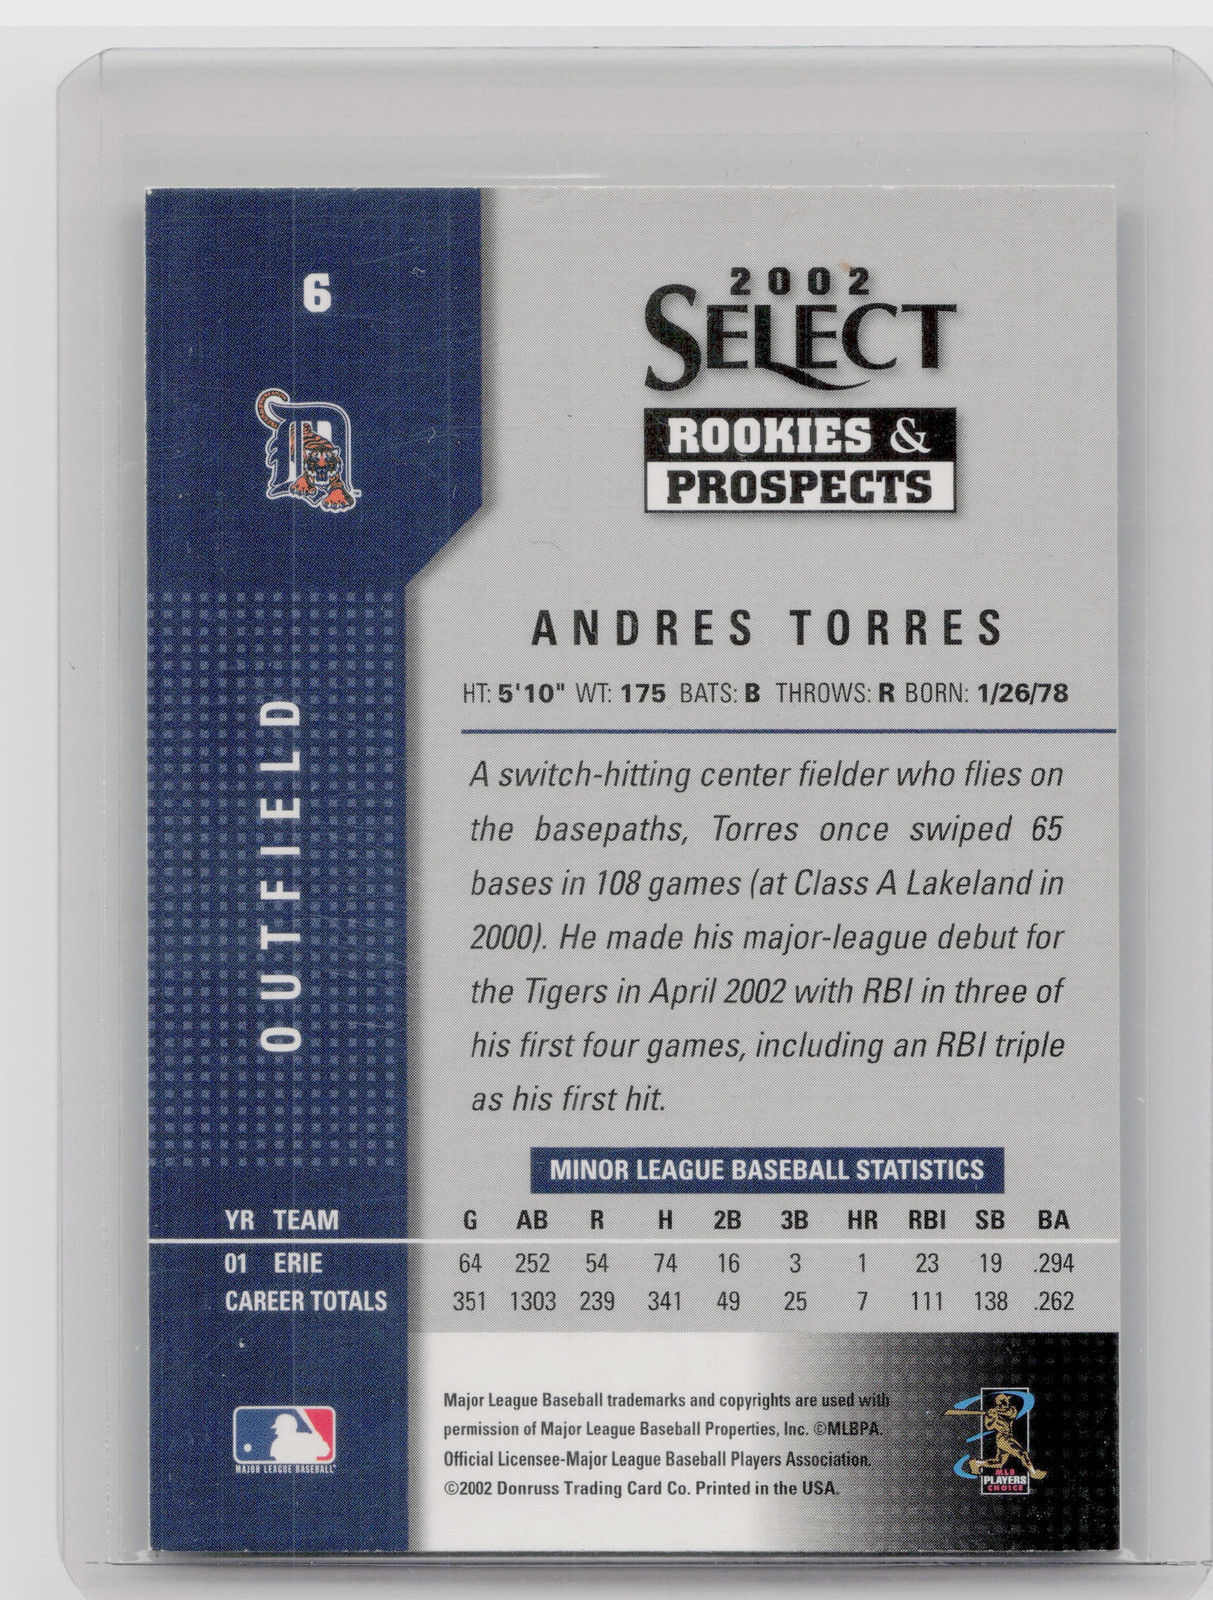 6
2002
SELECT
ROOKIES &
PROSPECTS
ANDRES TORRES
HT: 5'10" WT: 175 BATS: B THROWS: R BORN: 1/26/78
OUTFIELD
A switch-hitting center fielder who flies on
the basepaths, Torres once swiped 65
bases in 108 games (at Class A Lakeland in
2000). He made his major-league debut for
the Tigers in April 2002 with RBI in three of
his first four games, including an RBI triple
as his first hit.
MINOR LEAGUE BASEBALL STATISTICS
YR TEAM G AB R H 2B 3B HR RBI SB BA
01 ERIE 64 252 54 74 16 3 1 23 19 .294
CAREER TOTALS 351 1303 239 341 49 25 7 111 138 .262
Major League Baseball trademarks and copyrights are used with
permission of Major League Baseball Properties, Inc. ©MLBPA.
Official Licensee-Major League Baseball Players Association.
©2002 Donruss Trading Card Co. Printed in the USA.
MAJOR LEAGUE BASEBALL
MLB
PLAYERS
CHOICE